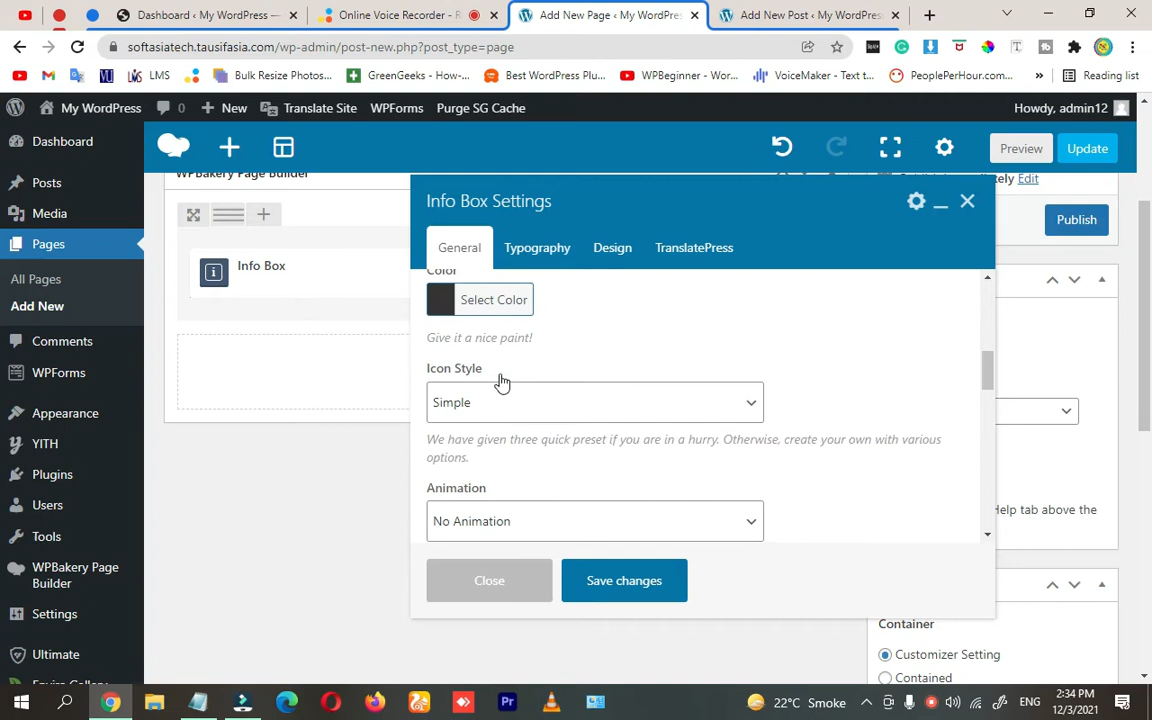 Dashboard ‹ My WordPress —
Online Voice Recorder - R
Add New Page ‹ My WordPres
Add New Post ‹ My WordPress
softasiatech.tausifasia.com/wp-admin/post-new.php?post_type=page
LMS
Bulk Resize Photos...
GreenGeeks - How-...
Best WordPress Plu...
WPBeginner - Wor...
VoiceMaker - Text t...
PeoplePerHour.com...
Reading list
My WordPress
0
New
Translate Site
WPForms
Purge SG Cache
Howdy, admin12
Dashboard
Posts
Media
Pages
All Pages
Add New
Comments
WPForms
Appearance
YITH
Plugins
Users
Tools
WPBakery Page
Builder
Settings
Ultimate
Preview
Update
WPBakery Page Builder
Edit
Publish
Info Box
Info Box Settings
General
Typography
Design
TranslatePress
Color
Select Color
Give it a nice paint!
Icon Style
Simple
We have given three quick preset if you are in a hurry. Otherwise, create your own with various
options.
Animation
No Animation
Close
Save changes
Help tab above the
Container
Customizer Setting
Contained
22°C Smoke
ENG
2:34 PM
12/3/2021